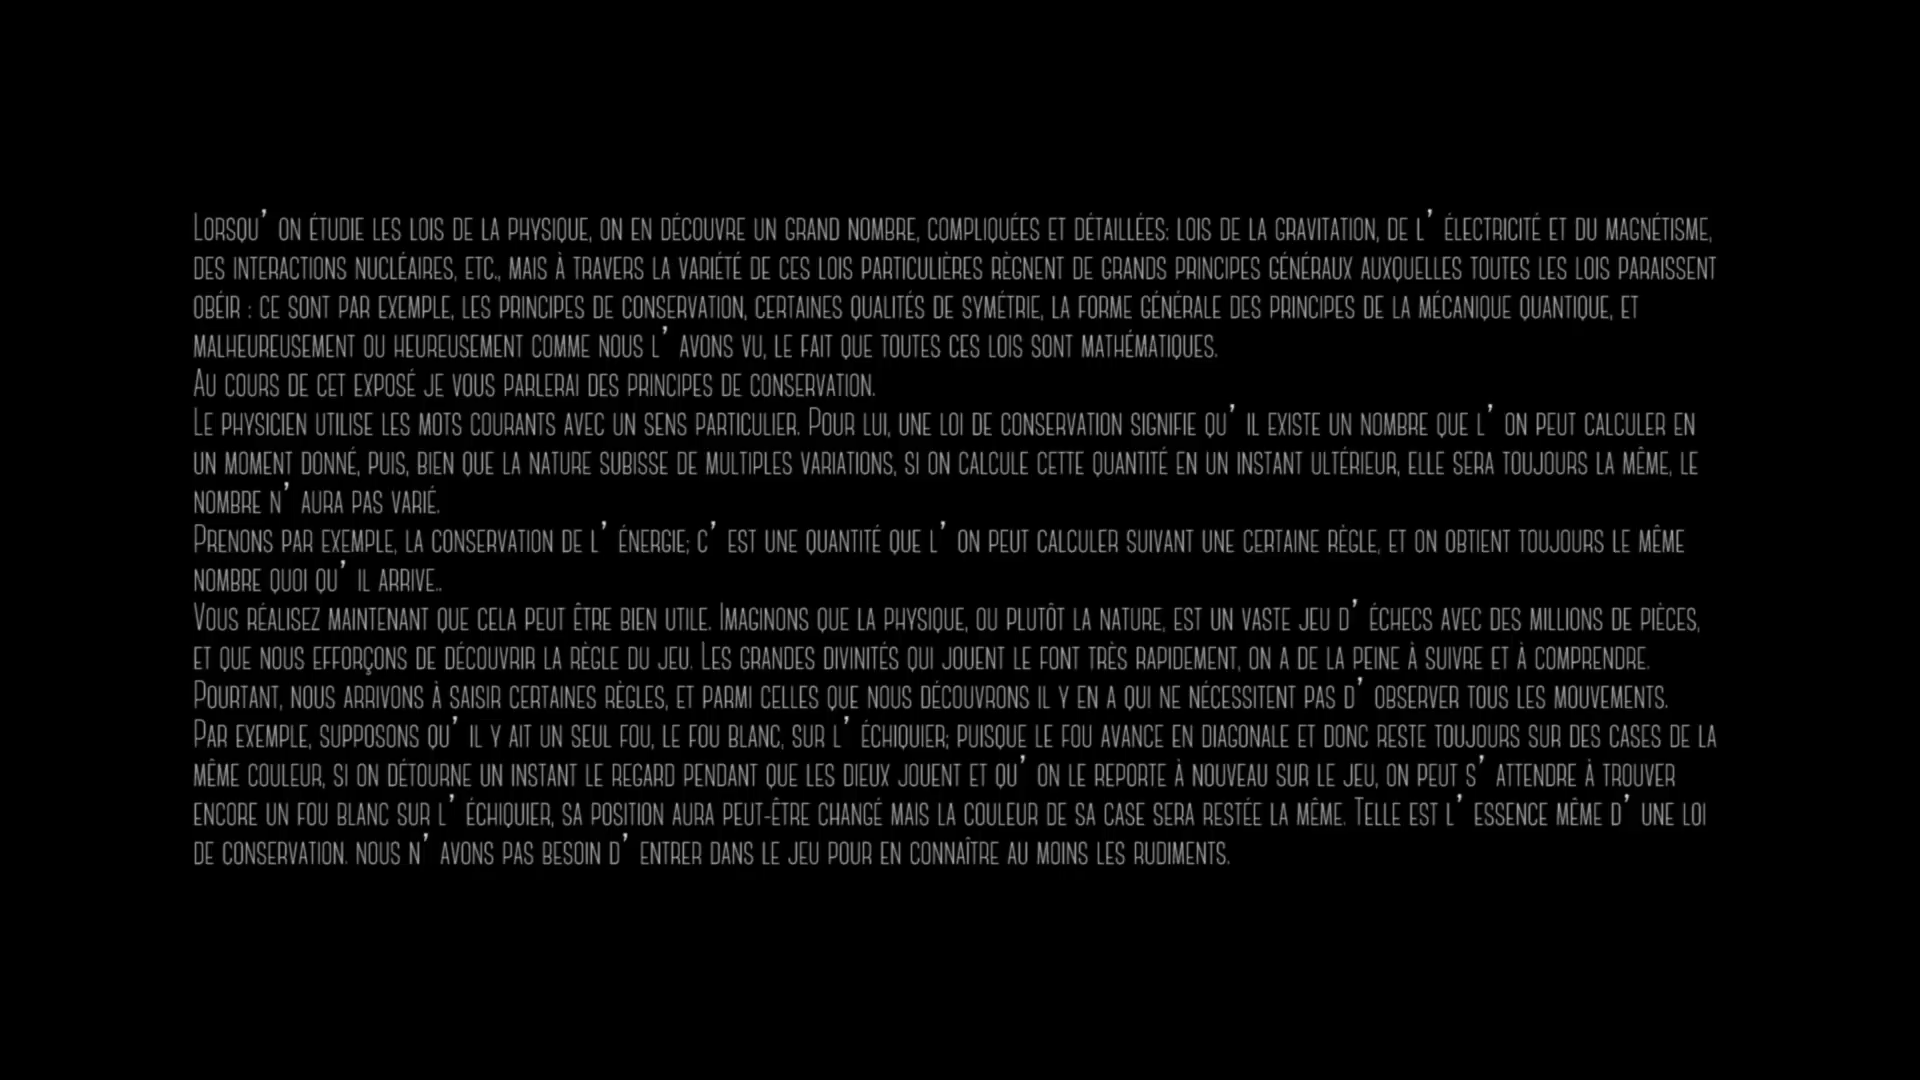 Lorsqu’ on étudie les lois de la physique, on en découvre un grand nombre, compliquées et détaillées: lois de la gravitation, de l’ électricité et du magnétisme,
des interactions nucléaires, etc., mais à travers la variété de ces lois particulières règnent de grands principes généraux auxquelles toutes les lois paraissent
obéir : ce sont par exemple, les principes de conservation, certaines qualités de symétrie, la forme générale des principes de la mécanique quantique, et
malheureusement ou heureusement comme nous l’ avons vu, le fait que toutes ces lois sont mathématiques.
Au cours de cet exposé je vous parlerai des principes de conservation.
Le physicien utilise les mots courants avec un sens particulier. Pour lui, une loi de conservation signifie qu’ il existe un nombre que l’ on peut calculer en
un moment donné, puis, bien que la nature subisse de multiples variations, si on calcule cette quantité en un instant ultérieur, elle sera toujours la même, le
nombre n’ aura pas varié.
Prenons par exemple, la conservation de l’ énergie; c’ est une quantité que l’ on peut calculer suivant une certaine règle, et on obtient toujours le même
nombre quoi qu’ il arrive..
Vous réalisez maintenant que cela peut être bien utile. Imaginons que la physique, ou plutôt la nature, est un vaste jeu d’ échecs avec des millions de pièces,
et que nous efforçons de découvrir la règle du jeu. Les grandes divinités qui jouent le font très rapidement, on a de la peine à suivre et à comprendre.
Pourtant, nous arrivons à saisir certaines règles, et parmi celles que nous découvrons il y en a qui ne nécessitent pas d’ observer tous les mouvements.
Par exemple, supposons qu’ il y ait un seul fou, le fou blanc, sur l’ échiquier; puisque le fou avance en diagonale et donc reste toujours sur des cases de la
même couleur, si on détourne un instant le regard pendant que les dieux jouent et qu’ on le reporte à nouveau sur le jeu, on peut s’ attendre à trouver
encore un fou blanc sur l’ échiquier, sa position aura peut-être changé mais la couleur de sa case sera restée la même. Telle est l’ essence même d’ une loi
de conservation. nous n’ avons pas besoin d’ entrer dans le jeu pour en connaître au moins les rudiments.